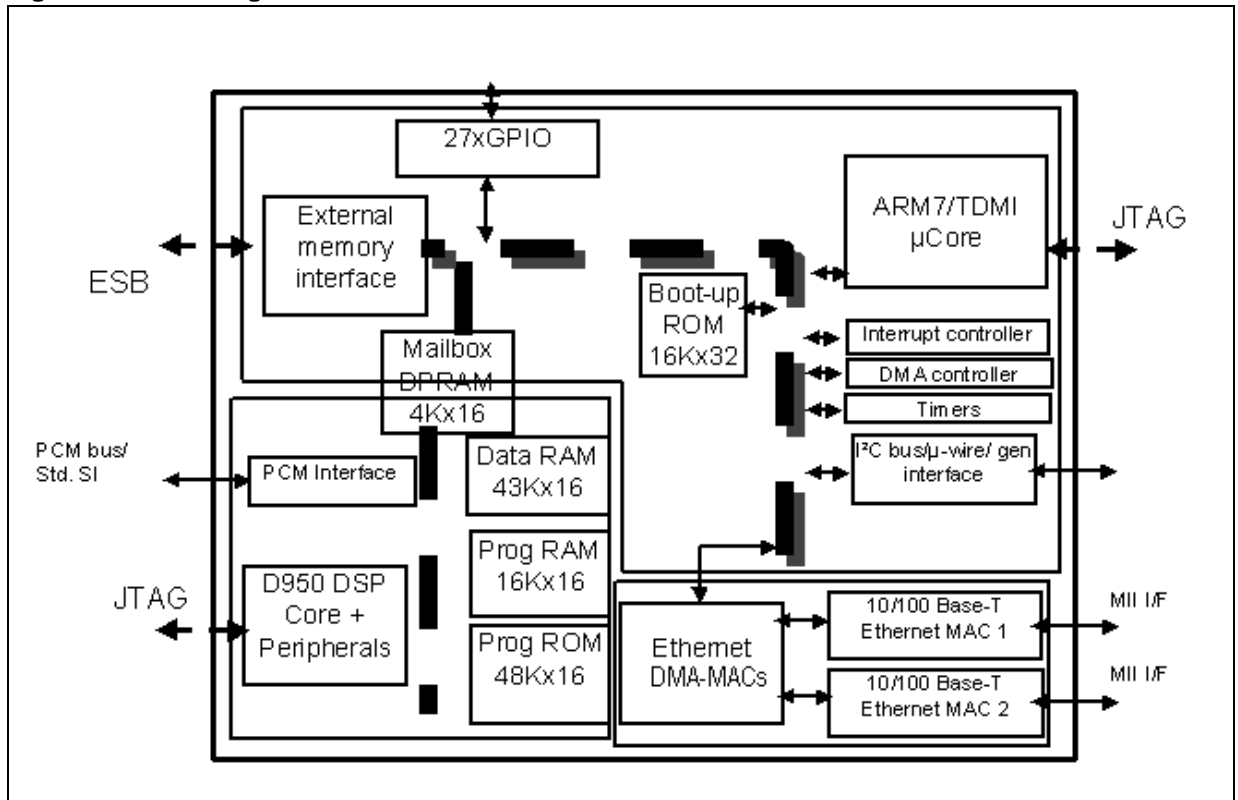 27xGPIO
External
memory
interface
ESB
ARM7/TDMI
µCore
JTAG
Boot-up
ROM
16Kx32
Interrupt controller
DMA controller
Timers
I²C bus/µ-wire/ gen
interface
Mailbox
DPRAM
4Kx16
PCM bus/
Std. SI
PCM Interface
Data RAM
43Kx16
Prog RAM
16Kx16
Prog ROM
48Kx16
JTAG
D950 DSP
Core +
Peripherals
Ethernet
DMA-MACs
10/100 Base-T
Ethernet MAC 1
MII I/F
10/100 Base-T
Ethernet MAC 2
MII I/F